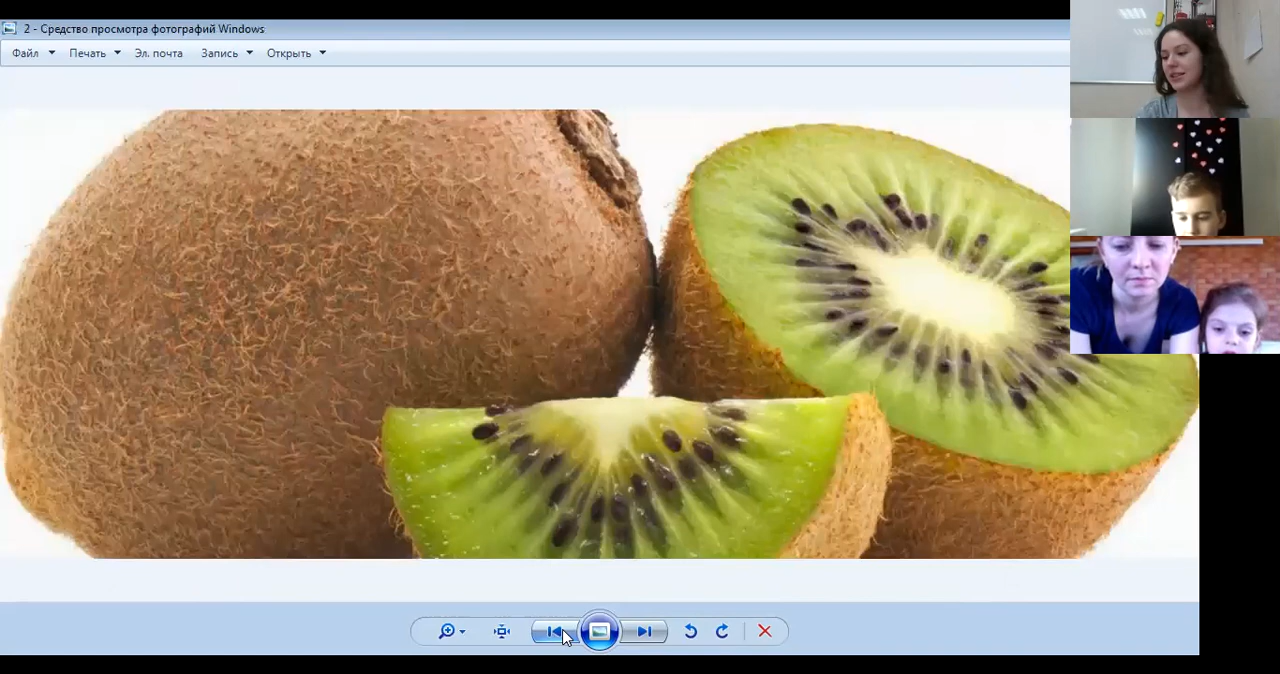 2 - Средство просмотра фотографий Windows
Файл Печать Эл. почта Запись Открыть